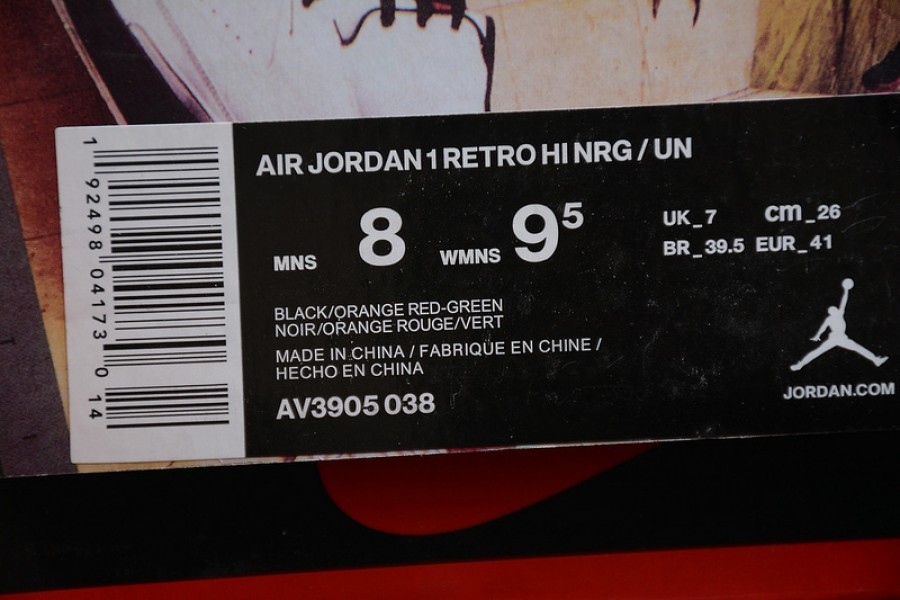 AIR JORDAN 1 RETRO HI NRG / UN
MNS 8 WMNS 9⁵
UK_7 cm_26
BR_39.5 EUR_41
BLACK/ORANGE RED-GREEN
NOIR/ORANGE ROUGE/VERT
MADE IN CHINA / FABRIQUE EN CHINE /
HECHO EN CHINA
AV3905 038
JORDAN.COM
1 92498 04173 0 14